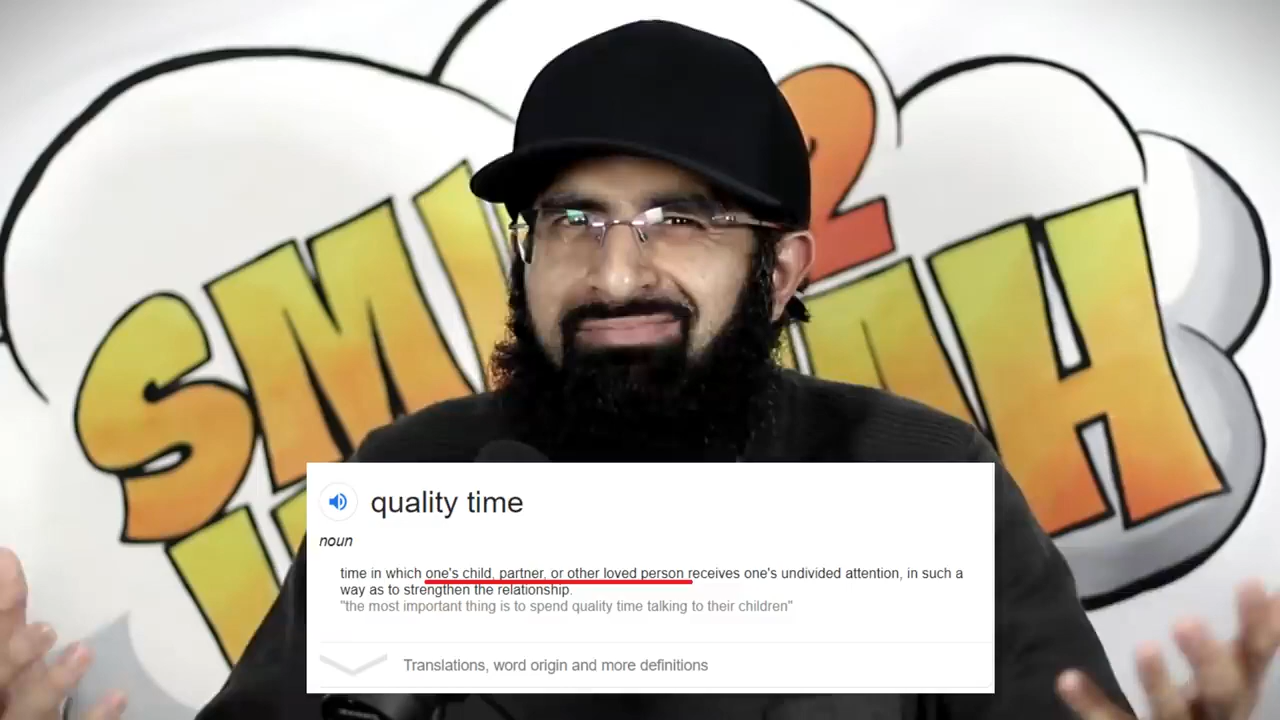 SMI
2
quality time
noun
time in which one's child, partner, or other loved person receives one's undivided attention, in such a
way as to strengthen the relationship.
"the most important thing is to spend quality time talking to their children"
Translations, word origin and more definitions